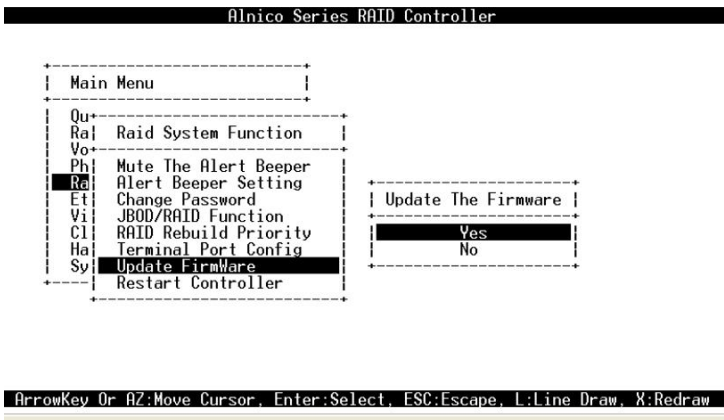 Alnico Series RAID Controller
Main Menu
Qu
Ra
Vo
Ph
Ra
Et
Vi
Cl
Ha
Sy
Raid System Function
Mute The Alert Beeper
Alert Beeper Setting
Change Password
JBOD/RAID Function
RAID Rebuild Priority
Terminal Port Config
Update FirmWare
Restart Controller
Update The Firmware
Yes
No
ArrowKey Or AZ:Move Cursor, Enter:Select, ESC:Escape, L:Line Draw, X:Redraw